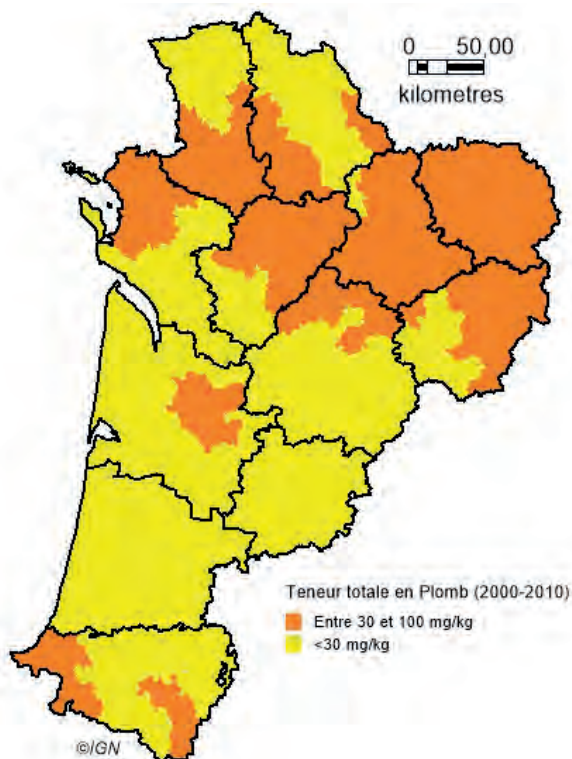 0 50,00
kilometres
Teneur totale en Plomb (2000-2010)
Entre 30 et 100 mg/kg
<30 mg/kg
©IGN